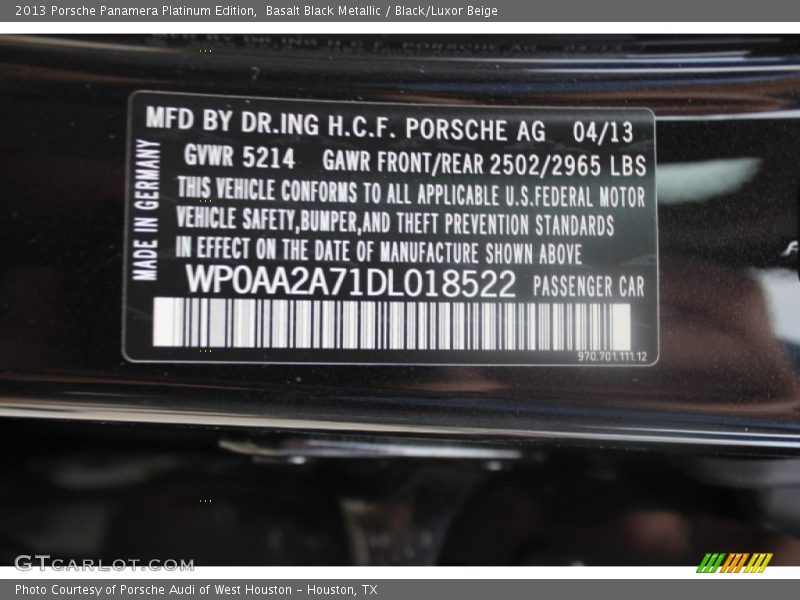 2013 Porsche Panamera Platinum Edition,  Basalt Black Metallic / Black/Luxor Beige
MFD BY DR.ING H.C.F. PORSCHE AG 04/13
GVWR 5214 GAWR FRONT/REAR 2502/2965 LBS
THIS VEHICLE CONFORMS TO ALL APPLICABLE U.S.FEDERAL MOTOR
VEHICLE SAFETY,BUMPER,AND THEFT PREVENTION STANDARDS
IN EFFECT ON THE DATE OF MANUFACTURE SHOWN ABOVE
MADE IN GERMANY
WP0AA2A71DL018522 PASSENGER CAR
970.701.111.12
GTcarlot.com
Photo Courtesy of Porsche Audi of West Houston - Houston, TX